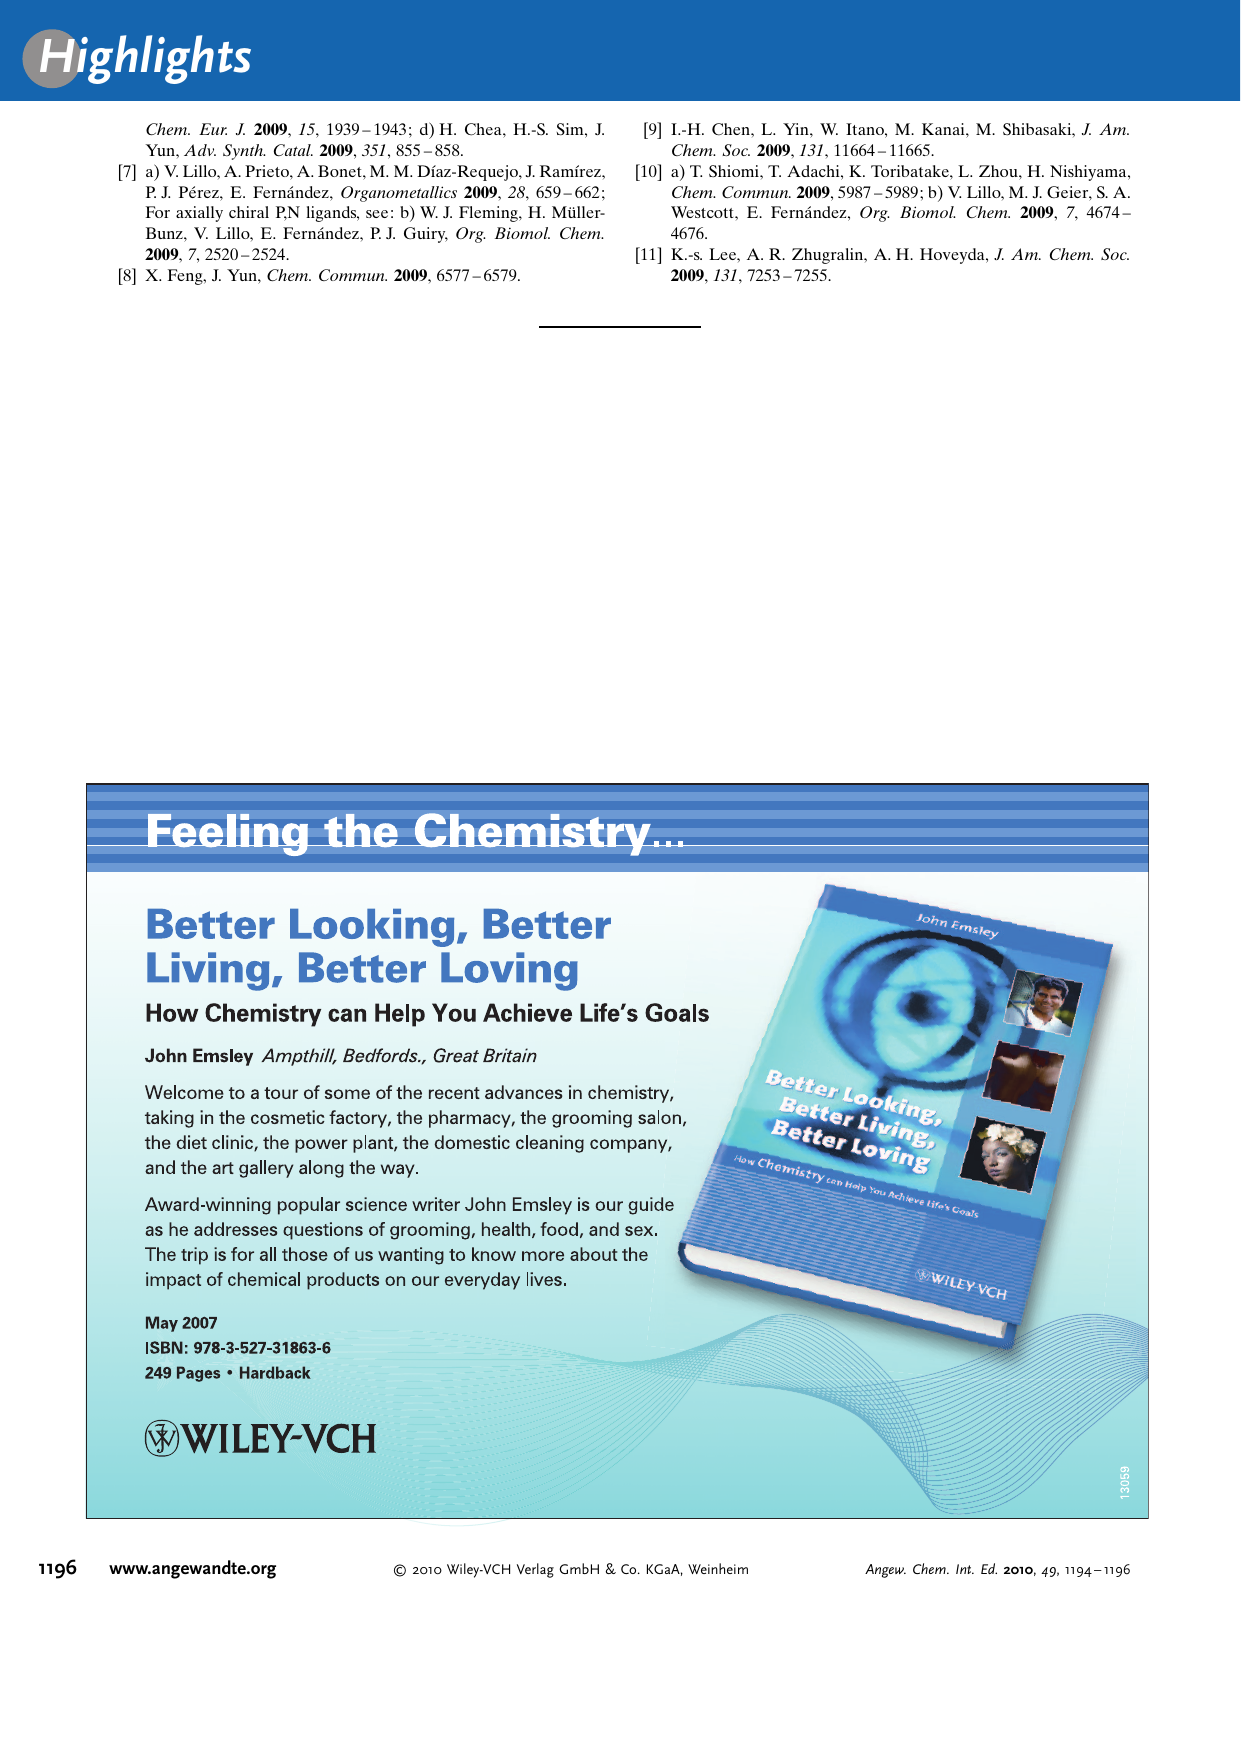 Highlights
Chem. Eur. J. 2009, 15, 1939–1943; d) H. Chea, H.-S. Sim, J.
Yun, Adv. Synth. Catal. 2009, 351, 855–858.
[7] a) V. Lillo, A. Prieto, A. Bonet, M. M. Díaz-Requejo, J. Ramírez,
P. J. Pérez, E. Fernández, Organometallics 2009, 28, 659–662;
For axially chiral P,N ligands, see: b) W. J. Fleming, H. Müller-
Bunz, V. Lillo, E. Fernández, P. J. Guiry, Org. Biomol. Chem.
2009, 7, 2520–2524.
[8] X. Feng, J. Yun, Chem. Commun. 2009, 6577–6579.
[9] I.-H. Chen, L. Yin, W. Itano, M. Kanai, M. Shibasaki, J. Am.
Chem. Soc. 2009, 131, 11664–11665.
[10] a) T. Shiomi, T. Adachi, K. Toribatake, L. Zhou, H. Nishiyama,
Chem. Commun. 2009, 5987–5989; b) V. Lillo, M. J. Geier, S. A.
Westcott, E. Fernández, Org. Biomol. Chem. 2009, 7, 4674–
4676.
[11] K.-s. Lee, A. R. Zhugralin, A. H. Hoveyda, J. Am. Chem. Soc.
2009, 131, 7253–7255.
Feeling the Chemistry...
Better Looking, Better
Living, Better Loving
How Chemistry can Help You Achieve Life's Goals
John Emsley Ampthill, Bedfords., Great Britain
Welcome to a tour of some of the recent advances in chemistry,
taking in the cosmetic factory, the pharmacy, the grooming salon,
the diet clinic, the power plant, the domestic cleaning company,
and the art gallery along the way.
Award-winning popular science writer John Emsley is our guide
as he addresses questions of grooming, health, food, and sex.
The trip is for all those of us wanting to know more about the
impact of chemical products on our everyday lives.
May 2007
ISBN: 978-3-527-31863-6
249 Pages • Hardback
WILEY-VCH
John Emsley
Better Looking,
Better Living,
Better Loving
How Chemistry can Help You Achieve Life's Goals
WILEY-VCH
13059
1196 www.angewandte.org © 2010 Wiley-VCH Verlag GmbH & Co. KGaA, Weinheim Angew. Chem. Int. Ed. 2010, 49, 1194–1196